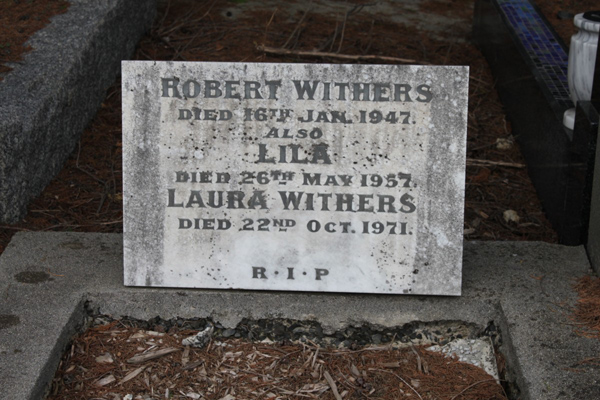 ROBERT WITHERS
DIED 16TH JAN. 1947.
ALSO
LILA
DIED 26TH MAY 1957.
LAURA WITHERS
DIED 22ND OCT. 1971.
R · I · P